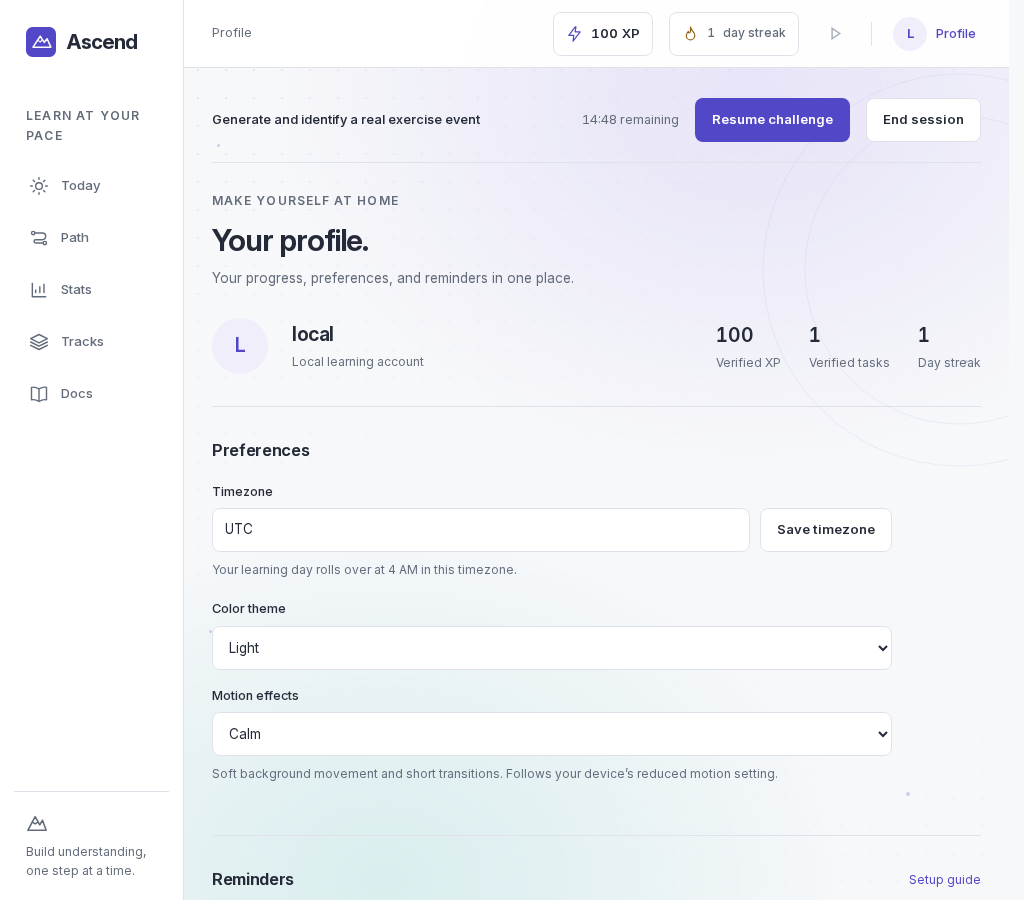 Ascend
Profile
100 XP
1 day streak
L
Profile
LEARN AT YOUR
PACE
Today
Path
Stats
Tracks
Docs
Build understanding,
one step at a time.
Generate and identify a real exercise event
14:48 remaining
Resume challenge
End session
MAKE YOURSELF AT HOME
Your profile.
Your progress, preferences, and reminders in one place.
L
local
Local learning account
100
Verified XP
1
Verified tasks
1
Day streak
Preferences
Timezone
UTC
Save timezone
Your learning day rolls over at 4 AM in this timezone.
Color theme
Light
Motion effects
Calm
Soft background movement and short transitions. Follows your device’s reduced motion setting.
Reminders
Setup guide